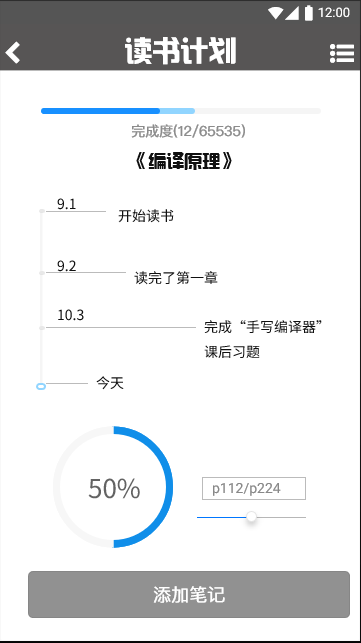 12:00
读书计划
完成度(12/65535)
《编译原理》
9.1
开始读书
9.2
读完了第一章
10.3
完成“手写编译器”
课后习题
今天
50%
p112/p224
添加笔记